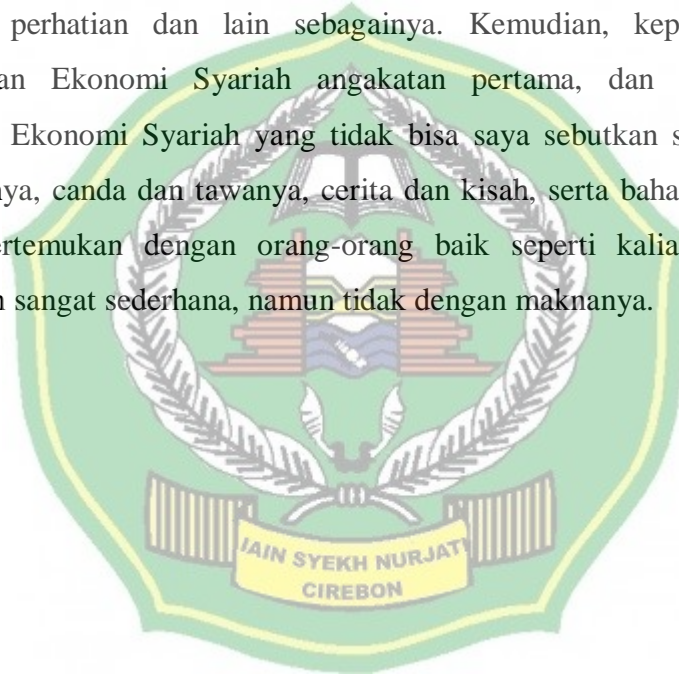 perhatian dan lain sebagainya. Kemudian, kep
an Ekonomi Syariah angakatan pertama, dan
Ekonomi Syariah yang tidak bisa saya sebutkan s
nya, canda dan tawanya, cerita dan kisah, serta baha
ertemukan dengan orang-orang baik seperti kalia
n sangat sederhana, namun tidak dengan maknanya.
IAIN SYEKH NURJATI
CIREBON